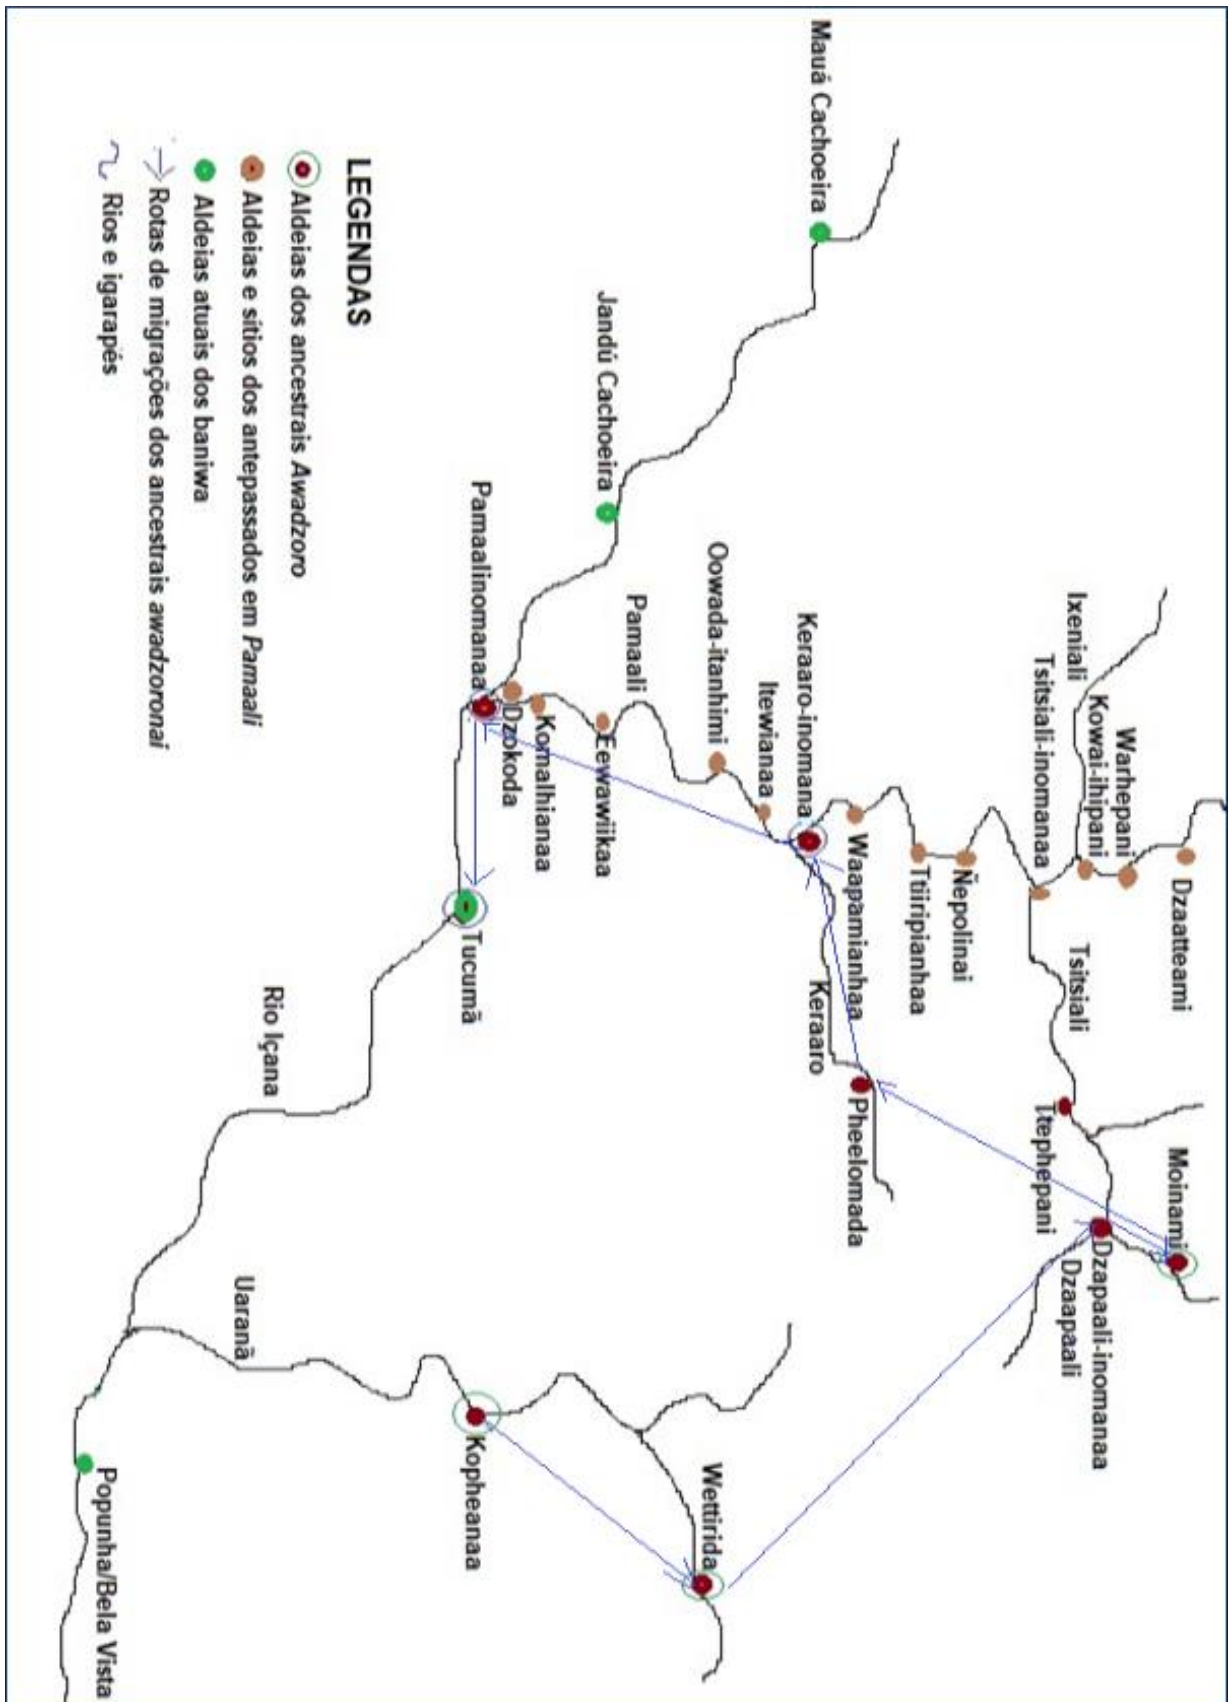 Dzaatteami
Moinami
Warhepani
Kowai-ihipani
Dzapaali-inomanaa
Ixeniali
Tsitsiali
Dzaapaali
Tsitsiali-inomanaa
Ttephepani
Ñepolinai
Ttiiripianhaa
Waapamianhaa
Pheelomada
Mauá Cachoeira
Keraaro-inomana
Keraaro
Itewianaa
Oowada-itanhimi
Wettirida
Pamaali
Jandú Cachoeira
Eewawiikaa
Komalhianaa
Dzokoda
Pamaalinomanaa
Tucumã
Kopheanaa
Rio Içana
Uaranã
Popunha/Bela Vista
LEGENDAS
Aldeias dos ancestrais Awadzoro
Aldeias e sítios dos antepassados em Pamaali
Aldeias atuais dos baniwa
Rotas de migrações dos ancestrais awadzoronai
Rios e igarapés